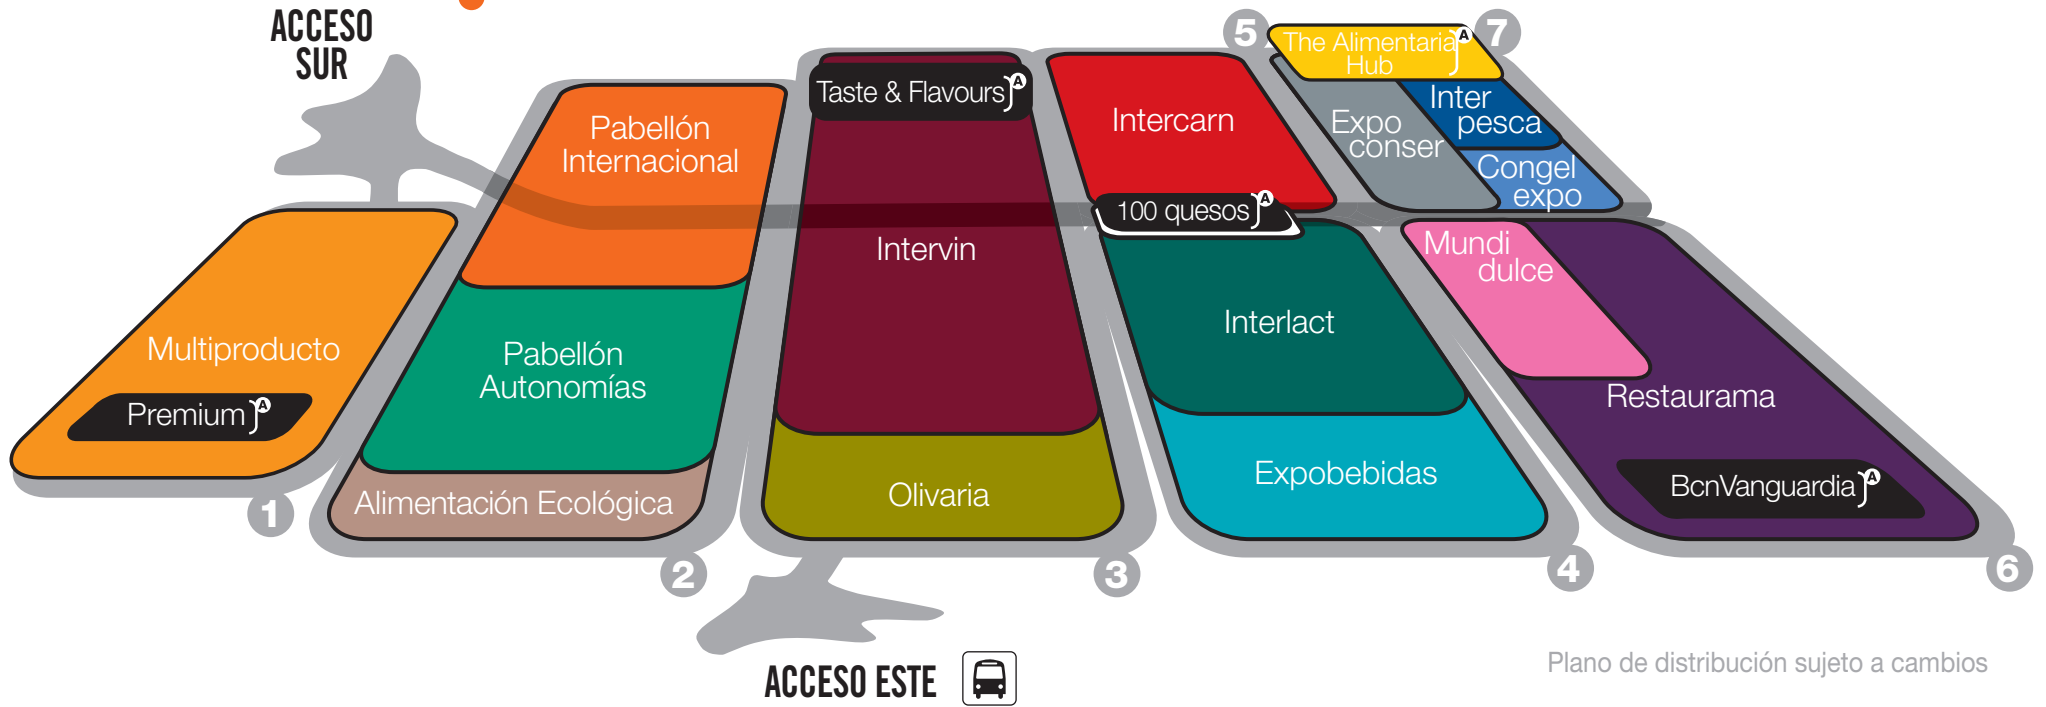 ACCESO
SUR
5
The Alimentaria A
Hub
7
Taste & Flavours A
Pabellón
Internacional
Intercarn
Expo
conser
Inter
pesca
Congel
expo
100 quesos A
Intervin
Mundi
dulce
Multiproducto
Premium A
Pabellón
Autonomías
Interlact
Restaurama
Alimentación Ecológica
Olivaria
Expobebidas
BcnVanguardia A
1
2
3
4
6
ACCESO ESTE
Plano de distribución sujeto a cambios